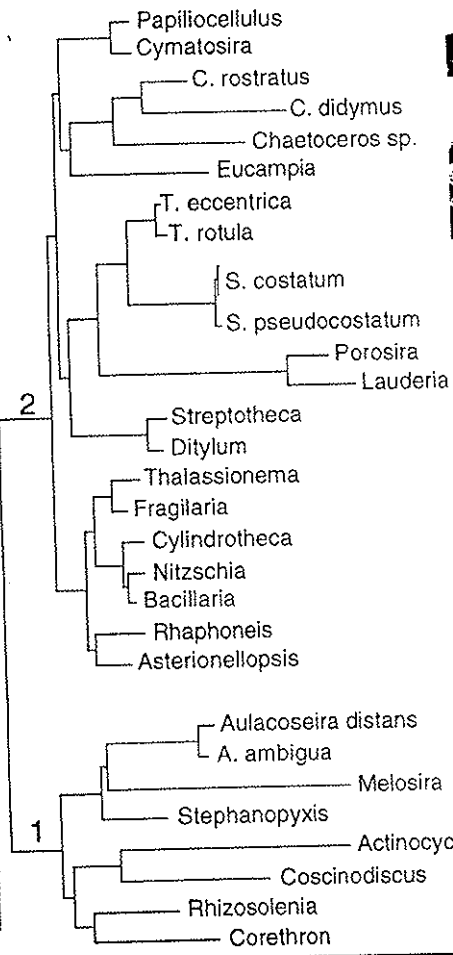 Papiliocellulus
Cymatosira
C. rostratus
C. didymus
Chaetoceros sp.
Eucampia
T. eccentrica
T. rotula
S. costatum
S. pseudocostatum
Porosira
Lauderia
2
Streptotheca
Ditylum
Thalassionema
Fragilaria
Cylindrotheca
Nitzschia
Bacillaria
Rhaphoneis
Asterionellopsis
Aulacoseira distans
A. ambigua
Melosira
1
Stephanopyxis
Actinocyc
Coscinodiscus
Rhizosolenia
Corethron